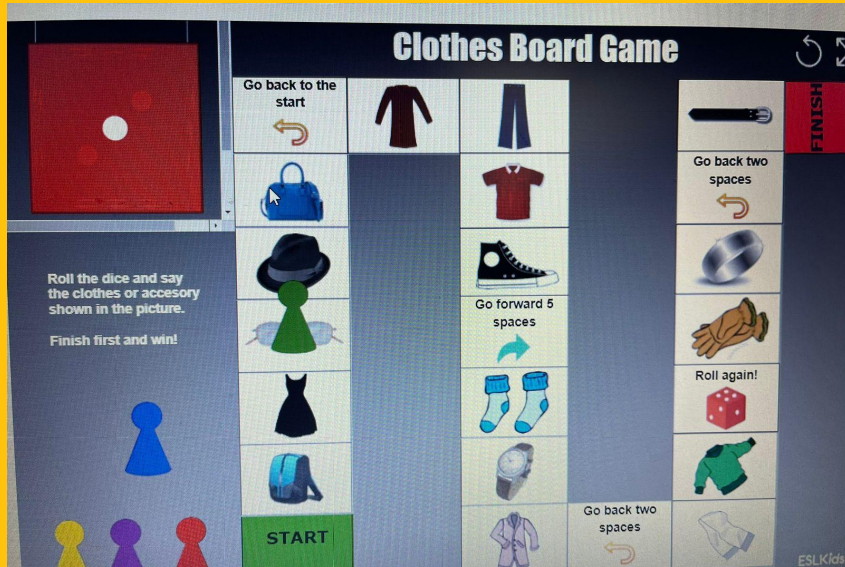 Clothes Board Game
Roll the dice and say
the clothes or accesory
shown in the picture.
Finish first and win!
Go back to the
start
Go forward 5
spaces
Go back two
spaces
Roll again!
Go back two
spaces
FINISH
START
ESLKids